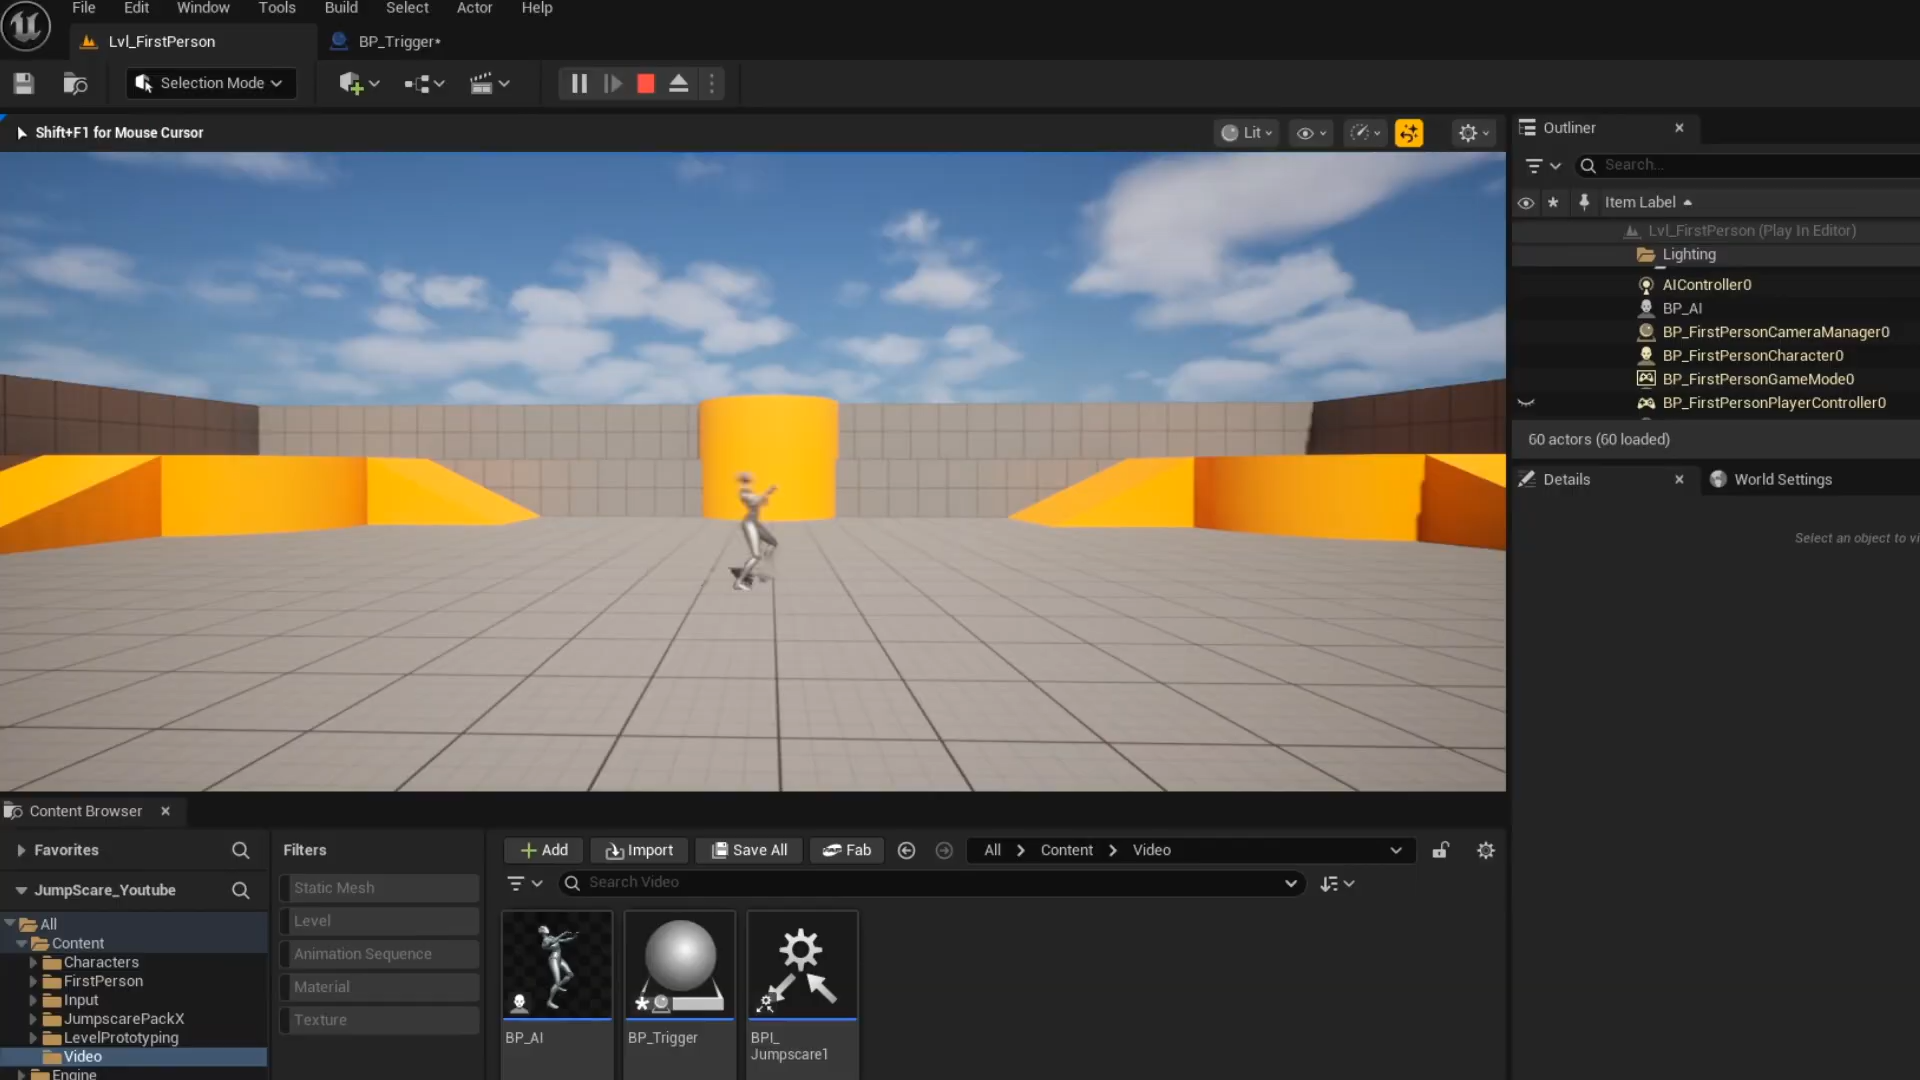 File Edit Window Tools Build Select Actor Help
Lvl_FirstPerson BP_Trigger*
Selection Mode
Shift+F1 for Mouse Cursor
Lit
Outliner
Search...
Item Label
Lvl_FirstPerson (Play In Editor)
Lighting
AIController0
BP_AI
BP_FirstPersonCameraManager0
BP_FirstPersonCharacter0
BP_FirstPersonGameMode0
BP_FirstPersonPlayerController0
60 actors (60 loaded)
Details World Settings
Select an object to vi
Content Browser
Favorites
JumpScare_Youtube
All
Content
Characters
FirstPerson
Input
JumpscarePackX
LevelPrototyping
Video
Engine
Filters
Static Mesh
Level
Animation Sequence
Material
Texture
Add Import Save All Fab All Content Video
Search Video
BP_AI
BP_Trigger
BPI_
Jumpscare1